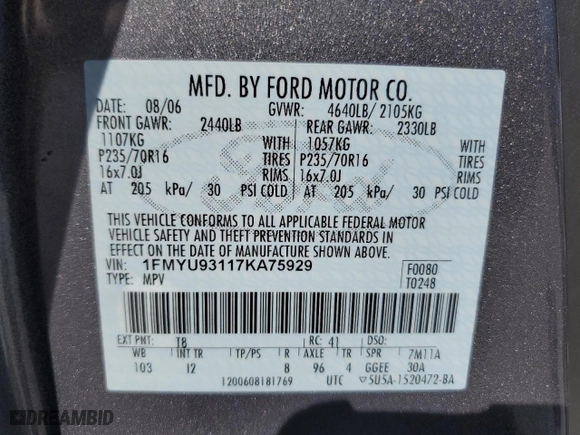 MFD. BY FORD MOTOR CO.
DATE: 08/06 GVWR: 4640LB/ 2105KG
FRONT GAWR: 2440LB REAR GAWR: 2330LB
1107KG WITH 1057KG WITH
P235/70R16 TIRES P235/70R16 TIRES
16x7.0J RIMS 16x7.0J RIMS
AT 205 kPa/ 30 PSI COLD AT 205 kPa/ 30 PSI COLD
THIS VEHICLE CONFORMS TO ALL APPLICABLE FEDERAL MOTOR
VEHICLE SAFETY AND THEFT PREVENTION STANDARDS IN
EFFECT ON THE DATE OF MANUFACTURE SHOWN ABOVE.
VIN: 1FMYU93117KA75929 F0080
TYPE: MPV T0248
EXT PNT: T8 RC: 41 DSO:
WB INT TR TP/PS R AXLE TR SPR 7M11A
103 I2 8 96 4 GGEE 30A
1200608181769 UTC ▽5U5A-1520472-BA
Ford
DREAMBID